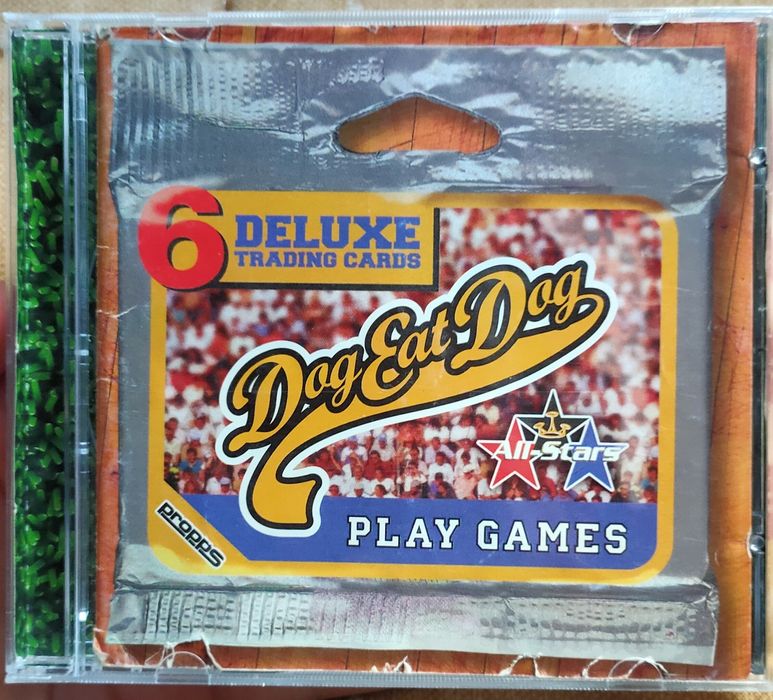 6 DELUXE
TRADING CARDS
Dog Eat Dog
All-Stars
propps
PLAY GAMES